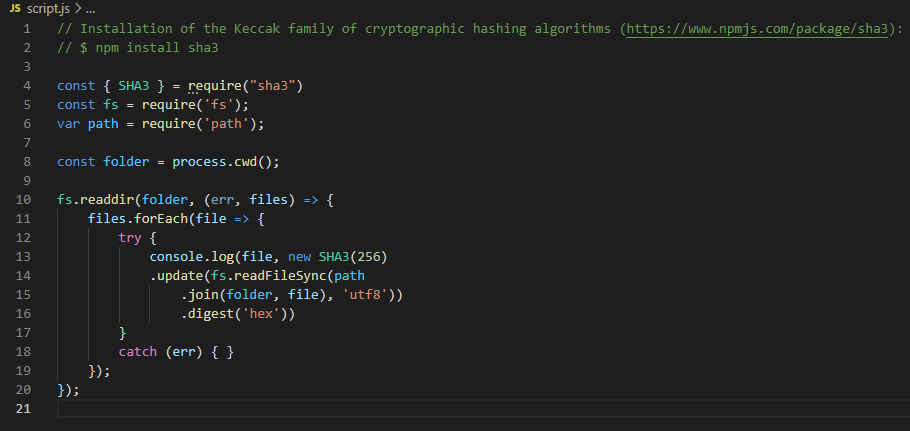 JS script.js > ...
1 // Installation of the Keccak family of cryptographic hashing algorithms (https://www.npmjs.com/package/sha3):
2 // $ npm install sha3
3
4 const { SHA3 } = require("sha3")
5 const fs = require('fs');
6 var path = require('path');
7
8 const folder = process.cwd();
9
10 fs.readdir(folder, (err, files) => {
11     files.forEach(file => {
12         try {
13             console.log(file, new SHA3(256)
14             .update(fs.readFileSync(path
15                 .join(folder, file), 'utf8'))
16                 .digest('hex'))
17         }
18         catch (err) { }
19     });
20 });
21